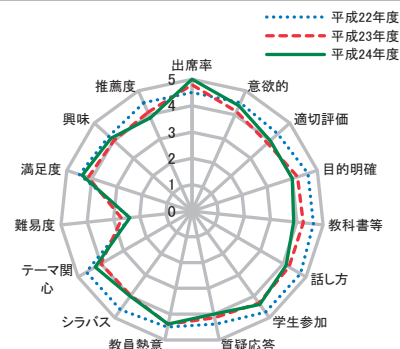 平成22年度
平成23年度
平成24年度
出席率
意欲的
適切評価
目的明確
教科書等
話し方
学生参加
質疑応答
教員熱意
シラバス
テーマ関
心
難易度
満足度
興味
推薦度
5
4
3
2
1
0